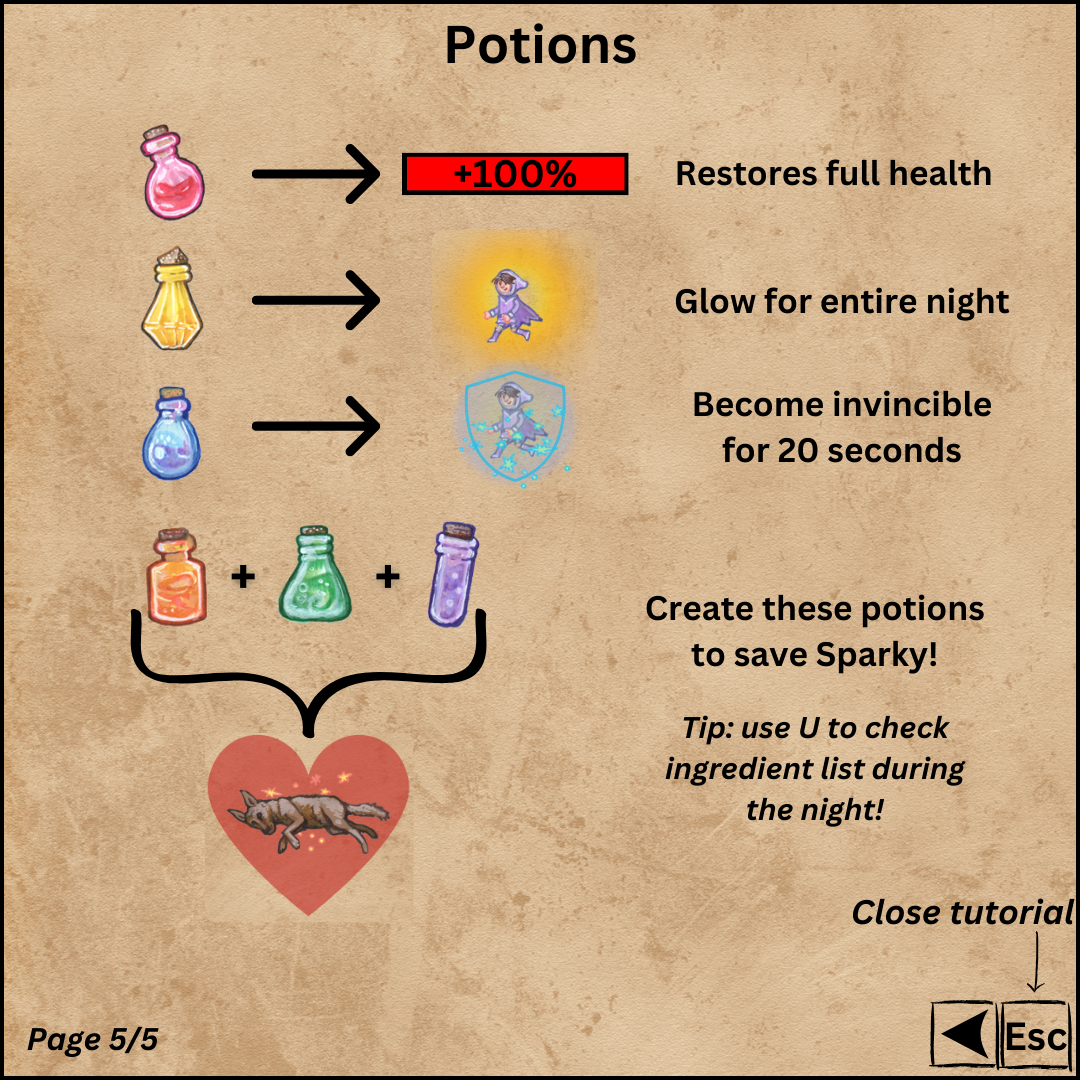 Potions
+100%
Restores full health
Glow for entire night
Become invincible
for 20 seconds
+
+
Create these potions
to save Sparky!
Tip: use U to check
ingredient list during
the night!
Close tutorial
Page 5/5
Esc